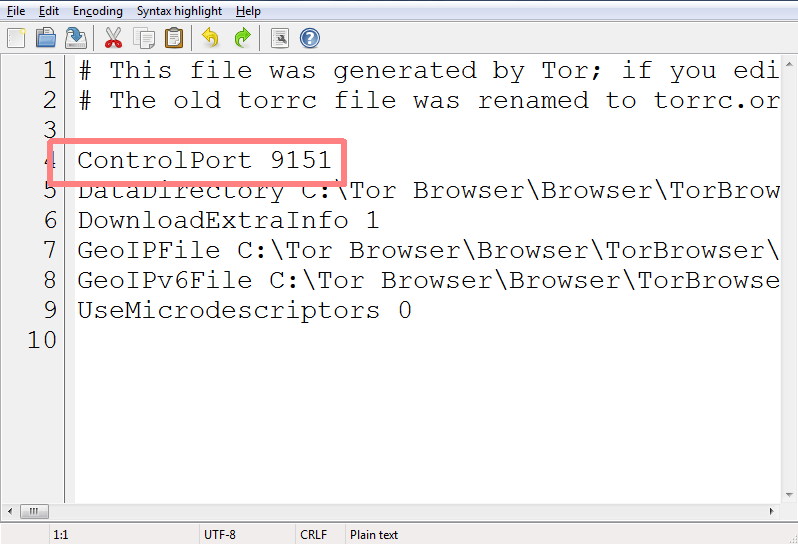 File Edit Encoding Syntax highlight Help
1 # This file was generated by Tor; if you edi
2 # The old torrc file was renamed to torrc.or
3
4 ControlPort 9151
5 DataDirectory C:\Tor Browser\Browser\TorBrow
6 DownloadExtraInfo 1
7 GeoIPFile C:\Tor Browser\Browser\TorBrowser\
8 GeoIPv6File C:\Tor Browser\Browser\TorBrowse
9 UseMicrodescriptors 0
10
1:1 UTF-8 CRLF Plain text